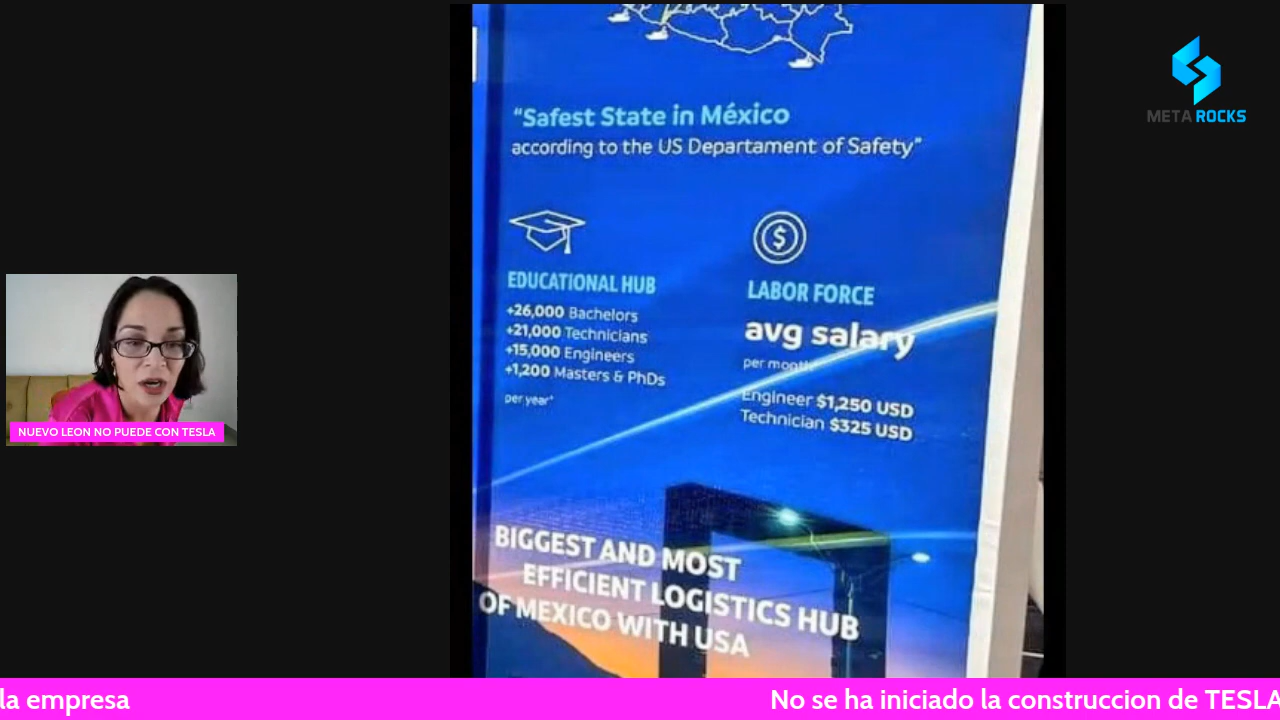 META ROCKS
"Safest State in México
according to the US Departament of Safety"
EDUCATIONAL HUB
+26,000 Bachelors
+21,000 Technicians
+15,000 Engineers
+1,200 Masters & PhDs
per year*
LABOR FORCE
avg salary
per month
Engineer $1,250 USD
Technician $325 USD
BIGGEST AND MOST
EFFICIENT LOGISTICS HUB
OF MEXICO WITH USA
NUEVO LEON NO PUEDE CON TESLA
la empresa
No se ha iniciado la construccion de TESLA